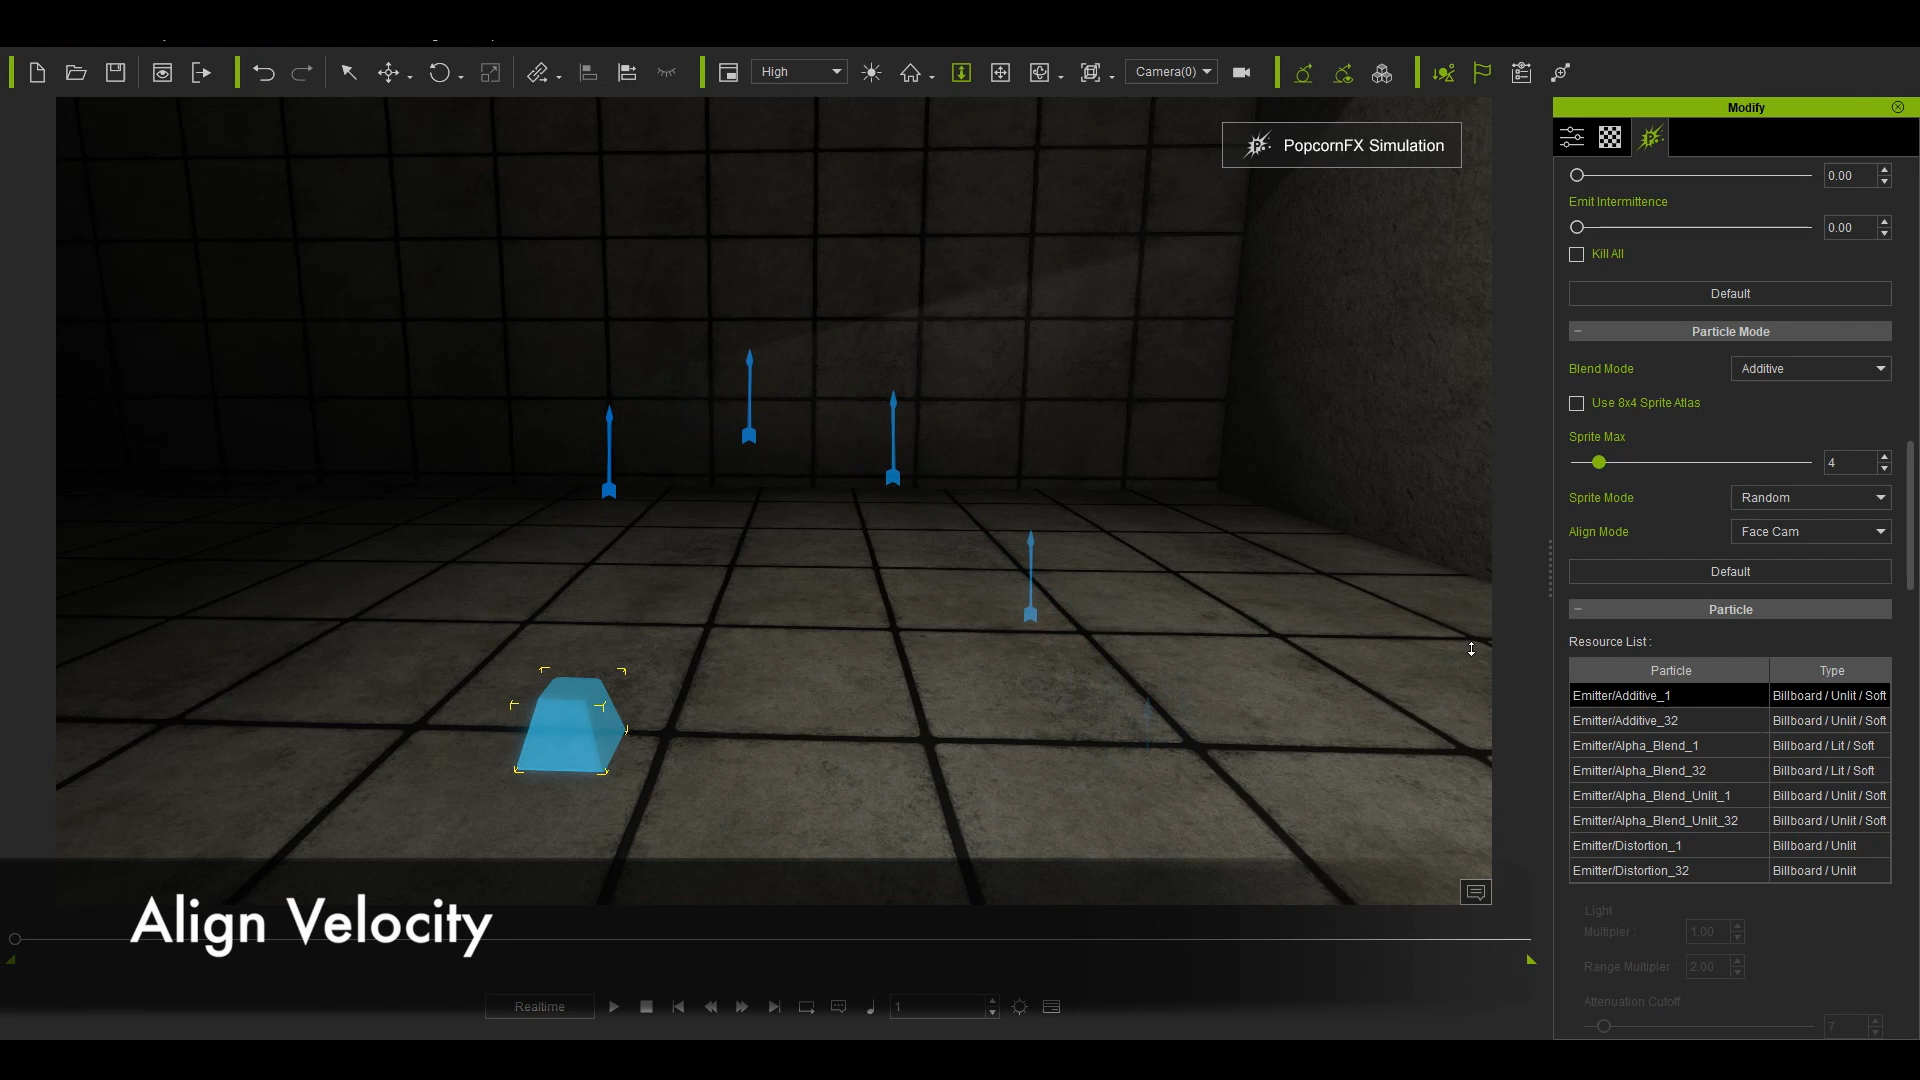 High
Camera(0)
Modify
PopcornFX Simulation
0.00
Emit Intermittence
0.00
Kill All
Default
Particle Mode
Blend Mode
Additive
Use 8x4 Sprite Atlas
Sprite Max
4
Sprite Mode
Random
Align Mode
Face Cam
Default
Particle
Resource List :
Particle Type
Emitter/Additive_1 Billboard / Unlit / Soft
Emitter/Additive_32 Billboard / Unlit / Soft
Emitter/Alpha_Blend_1 Billboard / Lit / Soft
Emitter/Alpha_Blend_32 Billboard / Lit / Soft
Emitter/Alpha_Blend_Unlit_1 Billboard / Unlit / Soft
Emitter/Alpha_Blend_Unlit_32 Billboard / Unlit / Soft
Emitter/Distortion_1 Billboard / Unlit
Emitter/Distortion_32 Billboard / Unlit
Light
Multiplier : 1.00
Range Multiplier : 2.00
Attenuation Cutoff
7
Align Velocity
Realtime
1